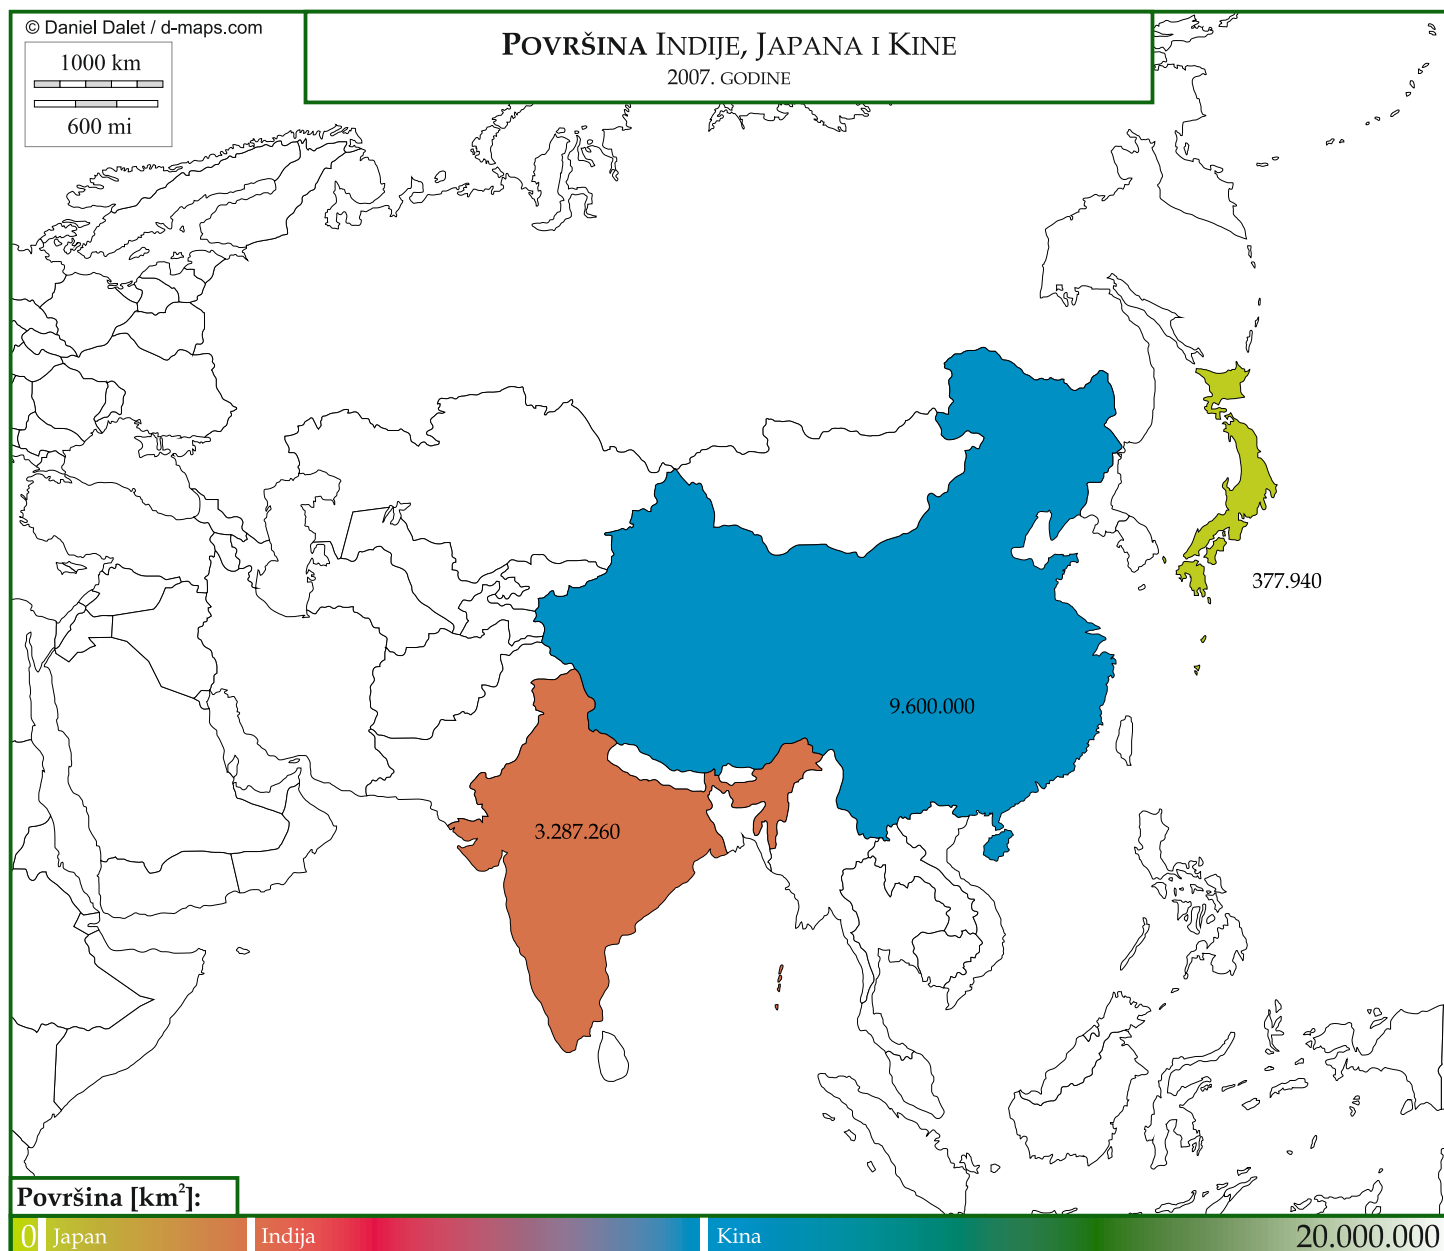 © Daniel Dalet / d-maps.com
1000 km
600 mi
POVRŠINA INDIJE, JAPANA I KINE
2007. GODINE
377.940
9.600.000
3.287.260
Površina [km²]:
0 Japan Indija Kina 20.000.000